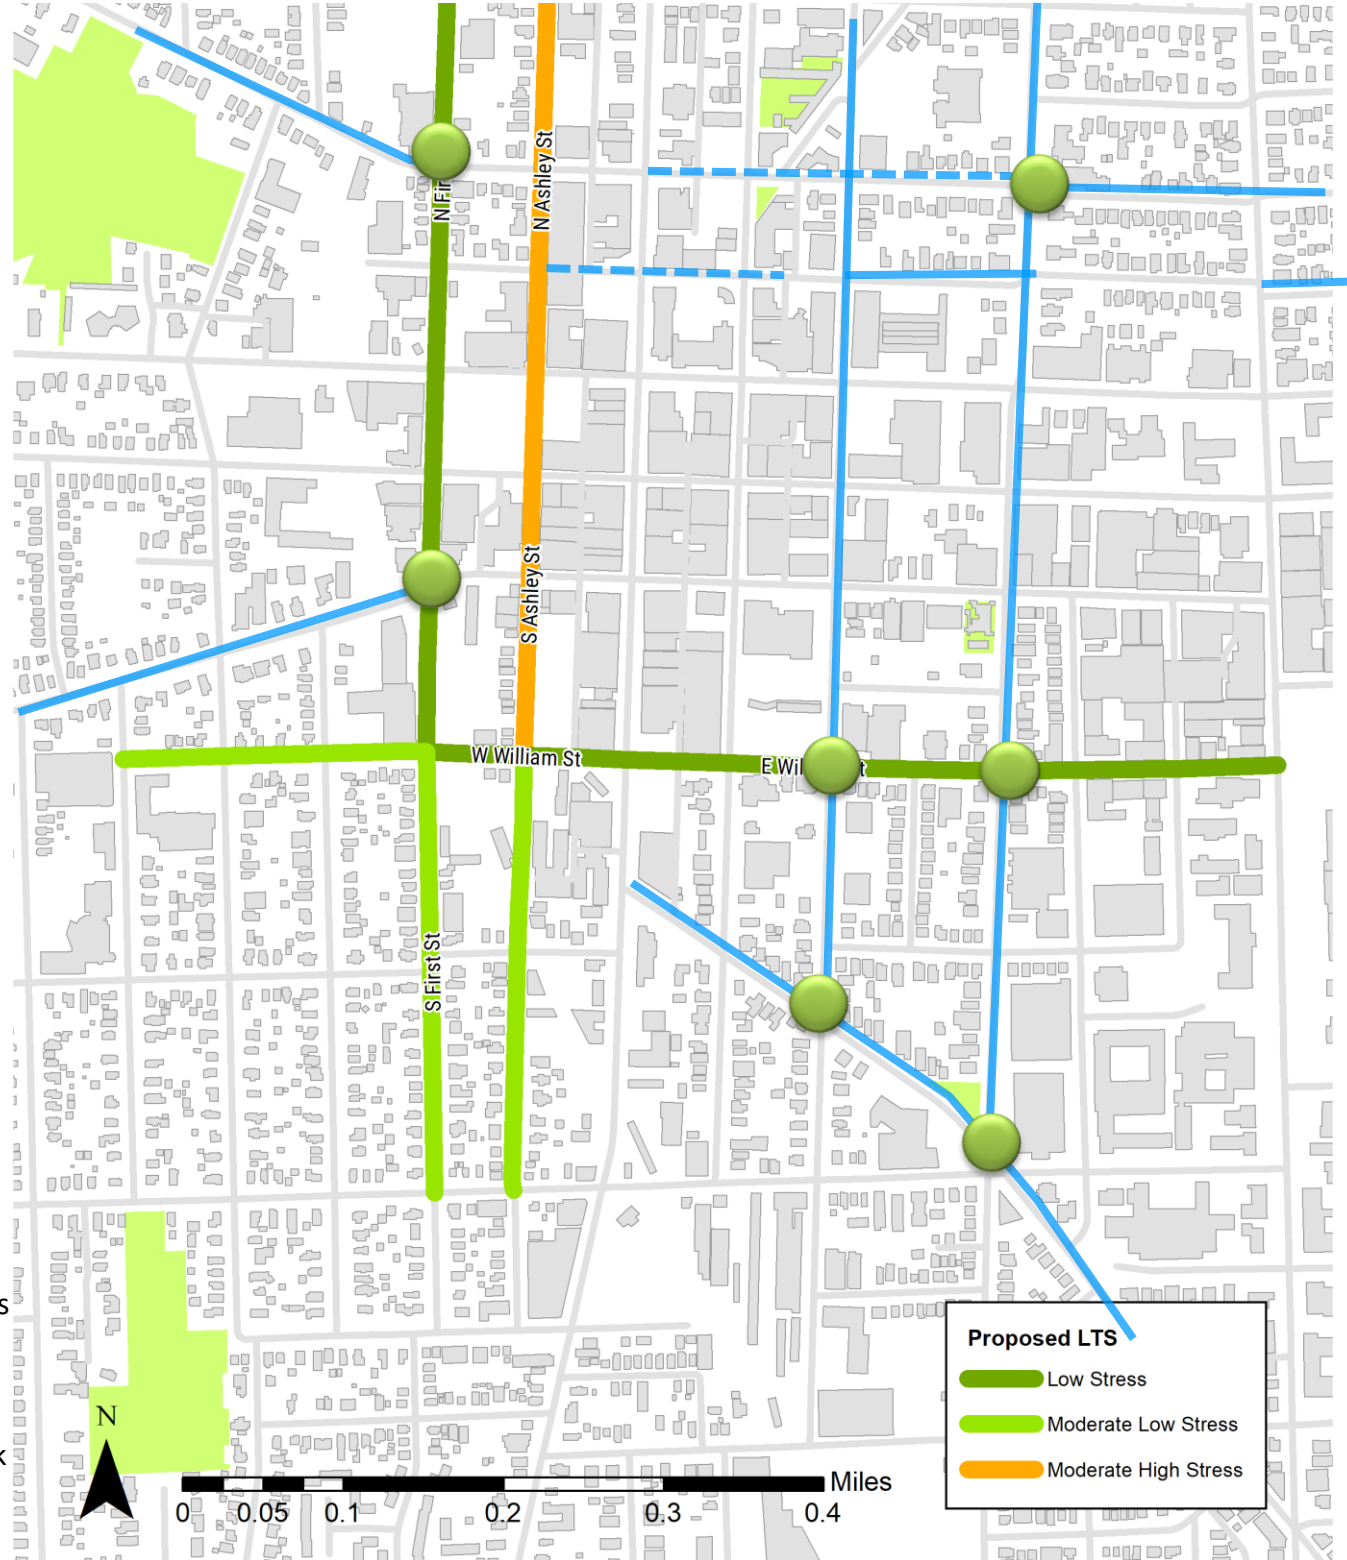 N Ashley St
N Fir
S Ashley St
W William St
E Wil
t
S First St
s
Proposed LTS
Low Stress
Moderate Low Stress
Moderate High Stress
N
k
Miles
0 0.05 0.1 0.2 0.3 0.4